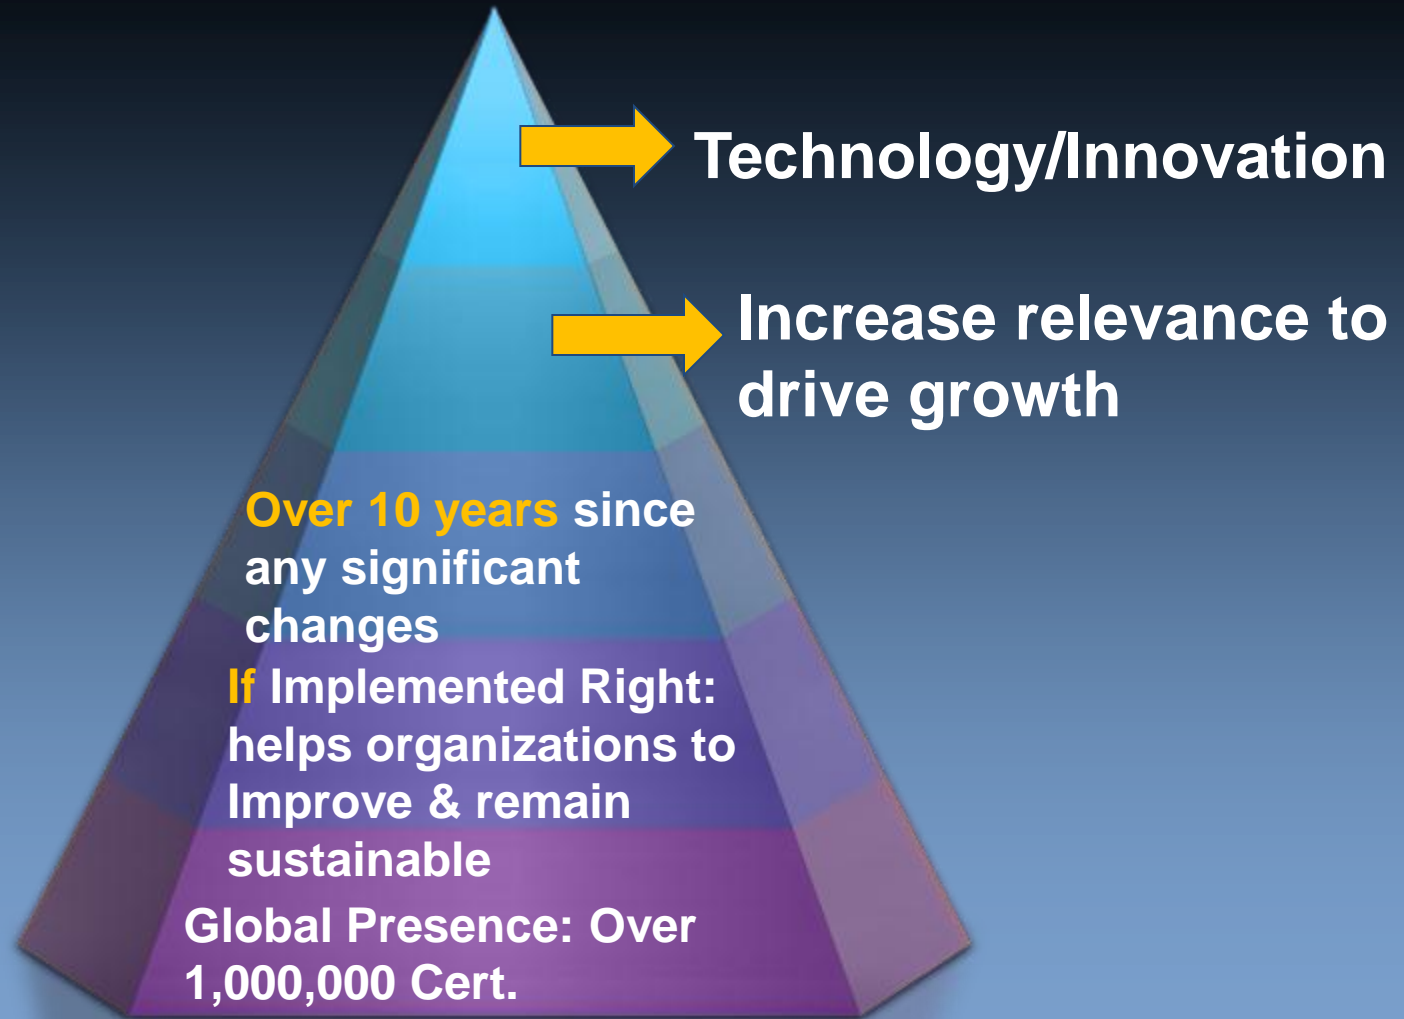 Technology/Innovation
Increase relevance to
drive growth
Over 10 years since
any significant
changes
If Implemented Right:
helps organizations to
Improve & remain
sustainable
Global Presence: Over
1,000,000 Cert.